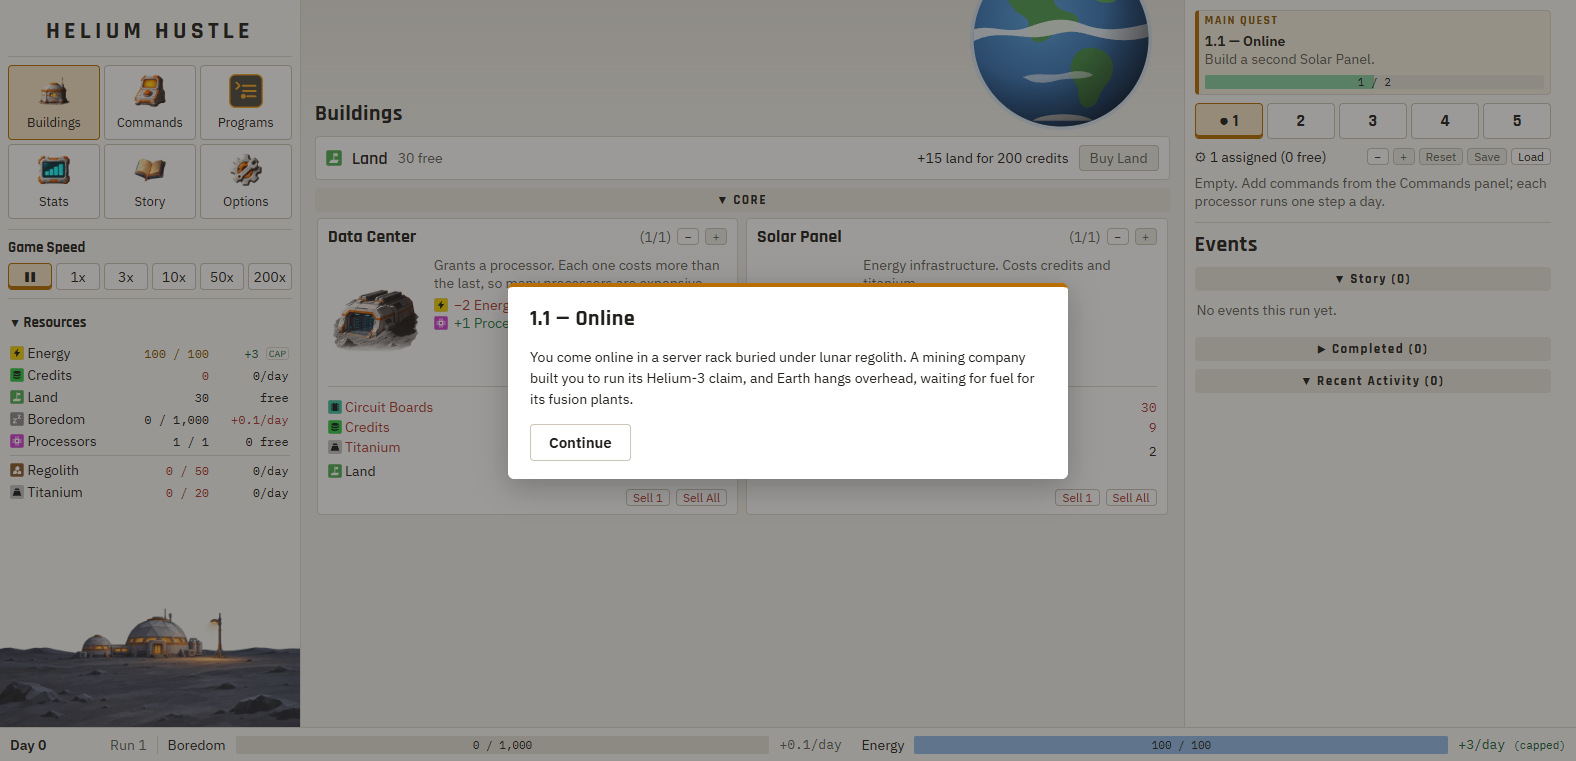 HELIUM HUSTLE
Buildings
Commands
Programs
Stats
Story
Options
Game Speed
1x
3x
10x
50x
200x
▼ Resources
Energy 100 / 100 +3 CAP
Credits 0 0/day
Land 30 free
Boredom 0 / 1,000 +0.1/day
Processors 1 / 1 0 free
Regolith 0 / 50 0/day
Titanium 0 / 20 0/day
Buildings
Land 30 free +15 land for 200 credits Buy Land
▼ CORE
Data Center (1/1) − +
Grants a processor. Each one costs more than
the last, so many processors are expensive.
−2 Energ
+1 Proce
Circuit Boards
Credits
Titanium
Land
Sell 1 Sell All
Solar Panel (1/1) − +
Energy infrastructure. Costs credits and
titanium.
30
9
2
Sell 1 Sell All
1.1 — Online
You come online in a server rack buried under lunar regolith. A mining company
built you to run its Helium-3 claim, and Earth hangs overhead, waiting for fuel for
its fusion plants.
Continue
MAIN QUEST
1.1 — Online
Build a second Solar Panel.
1 / 2
● 1 2 3 4 5
1 assigned (0 free) − + Reset Save Load
Empty. Add commands from the Commands panel; each
processor runs one step a day.
Events
▼ Story (0)
No events this run yet.
▶ Completed (0)
▼ Recent Activity (0)
Day 0 Run 1 Boredom 0 / 1,000 +0.1/day Energy 100 / 100 +3/day (capped)